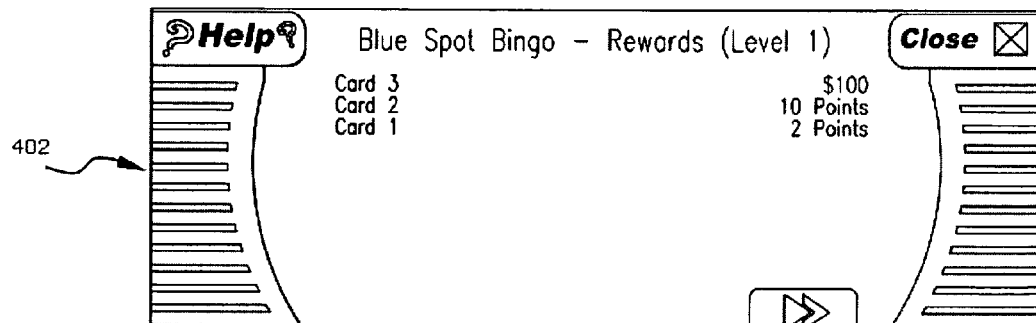 Help
Blue Spot Bingo - Rewards (Level 1)
Close
Card 3 $100
Card 2 10 Points
Card 1 2 Points
402